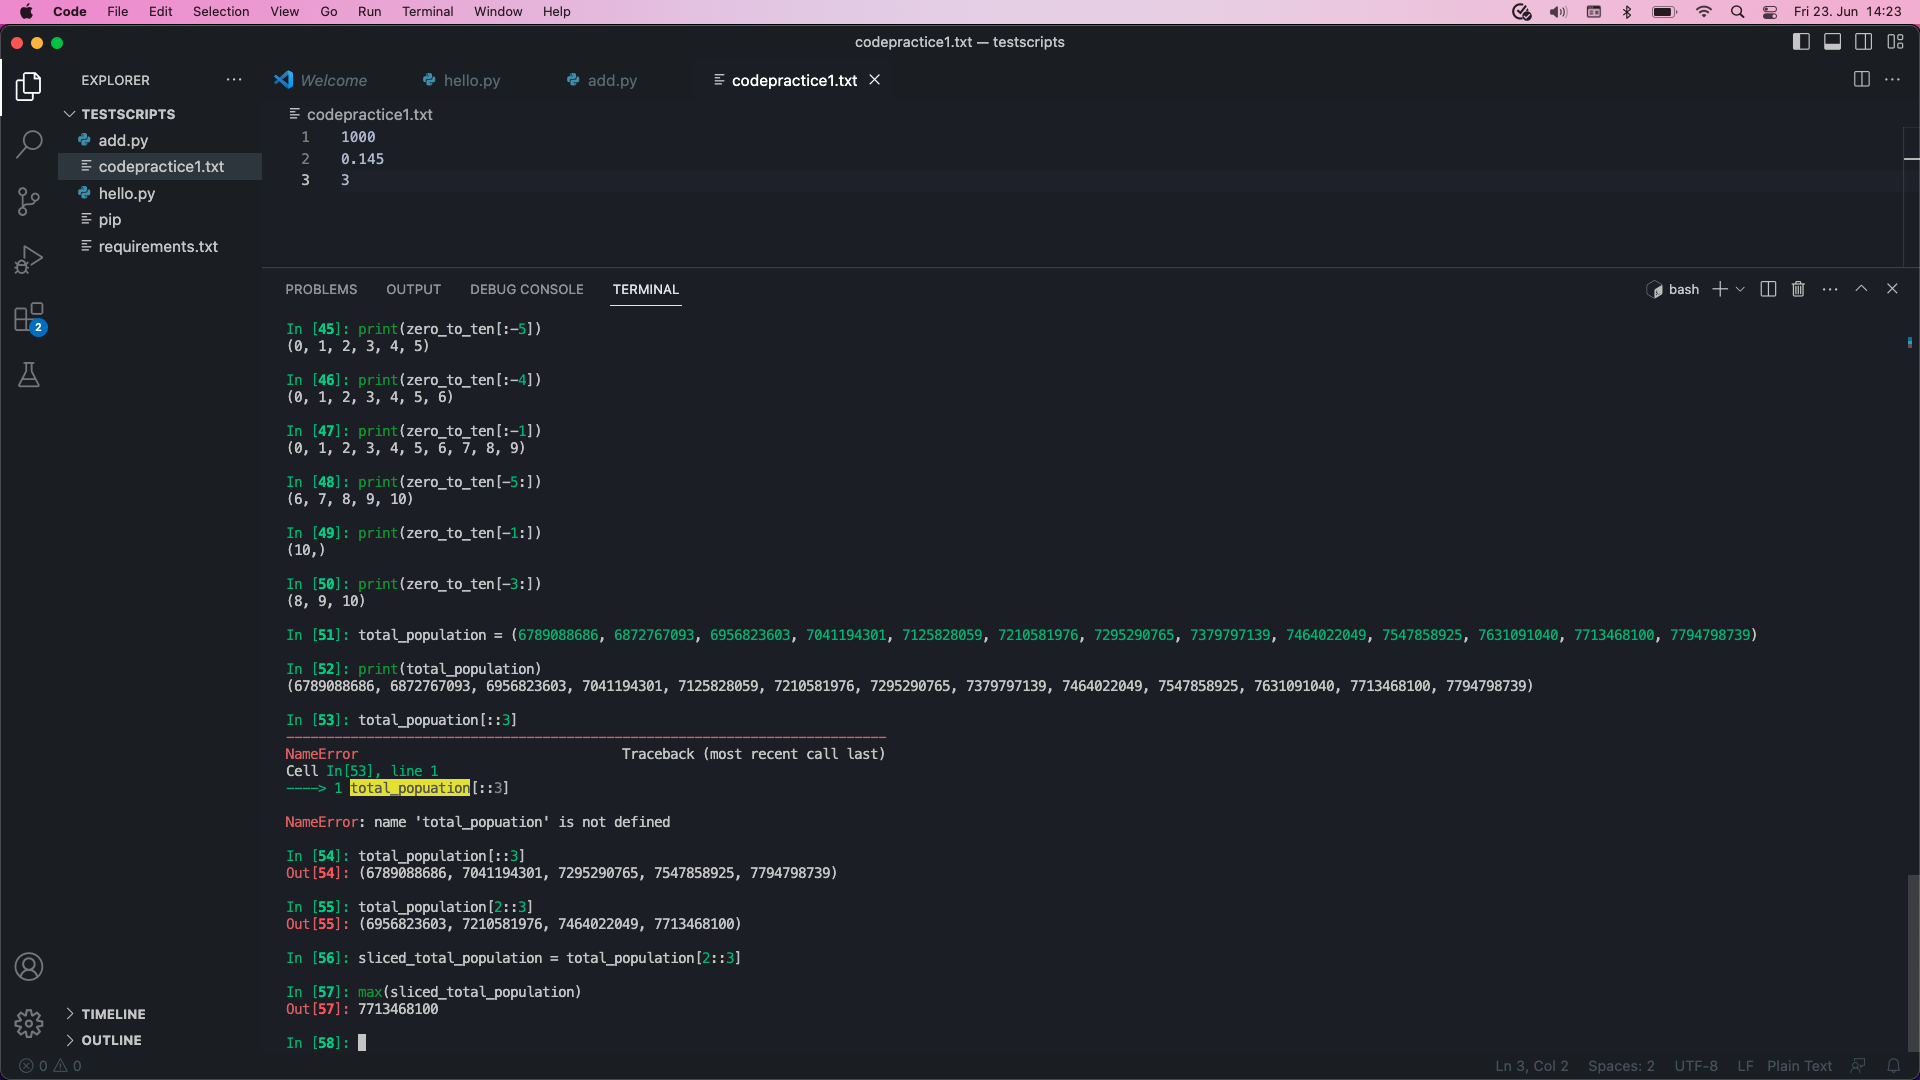 Code File Edit Selection View Go Run Terminal Window Help Fri 23. Jun 14:23
codepractice1.txt — testscripts
EXPLORER
Welcome hello.py add.py codepractice1.txt
TESTSCRIPTS
add.py
codepractice1.txt
hello.py
pip
requirements.txt
codepractice1.txt
1 1000
2 0.145
3 3
2
PROBLEMS OUTPUT DEBUG CONSOLE TERMINAL bash
In [45]: print(zero_to_ten[:-5])
(0, 1, 2, 3, 4, 5)
In [46]: print(zero_to_ten[:-4])
(0, 1, 2, 3, 4, 5, 6)
In [47]: print(zero_to_ten[:-1])
(0, 1, 2, 3, 4, 5, 6, 7, 8, 9)
In [48]: print(zero_to_ten[-5:])
(6, 7, 8, 9, 10)
In [49]: print(zero_to_ten[-1:])
(10,)
In [50]: print(zero_to_ten[-3:])
(8, 9, 10)
In [51]: total_population = (6789088686, 6872767093, 6956823603, 7041194301, 7125828059, 7210581976, 7295290765, 7379797139, 7464022049, 7547858925, 7631091040, 7713468100, 7794798739)
In [52]: print(total_population)
(6789088686, 6872767093, 6956823603, 7041194301, 7125828059, 7210581976, 7295290765, 7379797139, 7464022049, 7547858925, 7631091040, 7713468100, 7794798739)
In [53]: total_popuation[::3]
---------------------------------------------------------------------------
NameError Traceback (most recent call last)
Cell In[53], line 1
----> 1 total_popuation[::3]
NameError: name 'total_popuation' is not defined
In [54]: total_population[::3]
Out[54]: (6789088686, 7041194301, 7295290765, 7547858925, 7794798739)
In [55]: total_population[2::3]
Out[55]: (6956823603, 7210581976, 7464022049, 7713468100)
In [56]: sliced_total_population = total_population[2::3]
In [57]: max(sliced_total_population)
Out[57]: 7713468100
In [58]:
TIMELINE
OUTLINE
0 0 Ln 3, Col 2 Spaces: 2 UTF-8 LF Plain Text